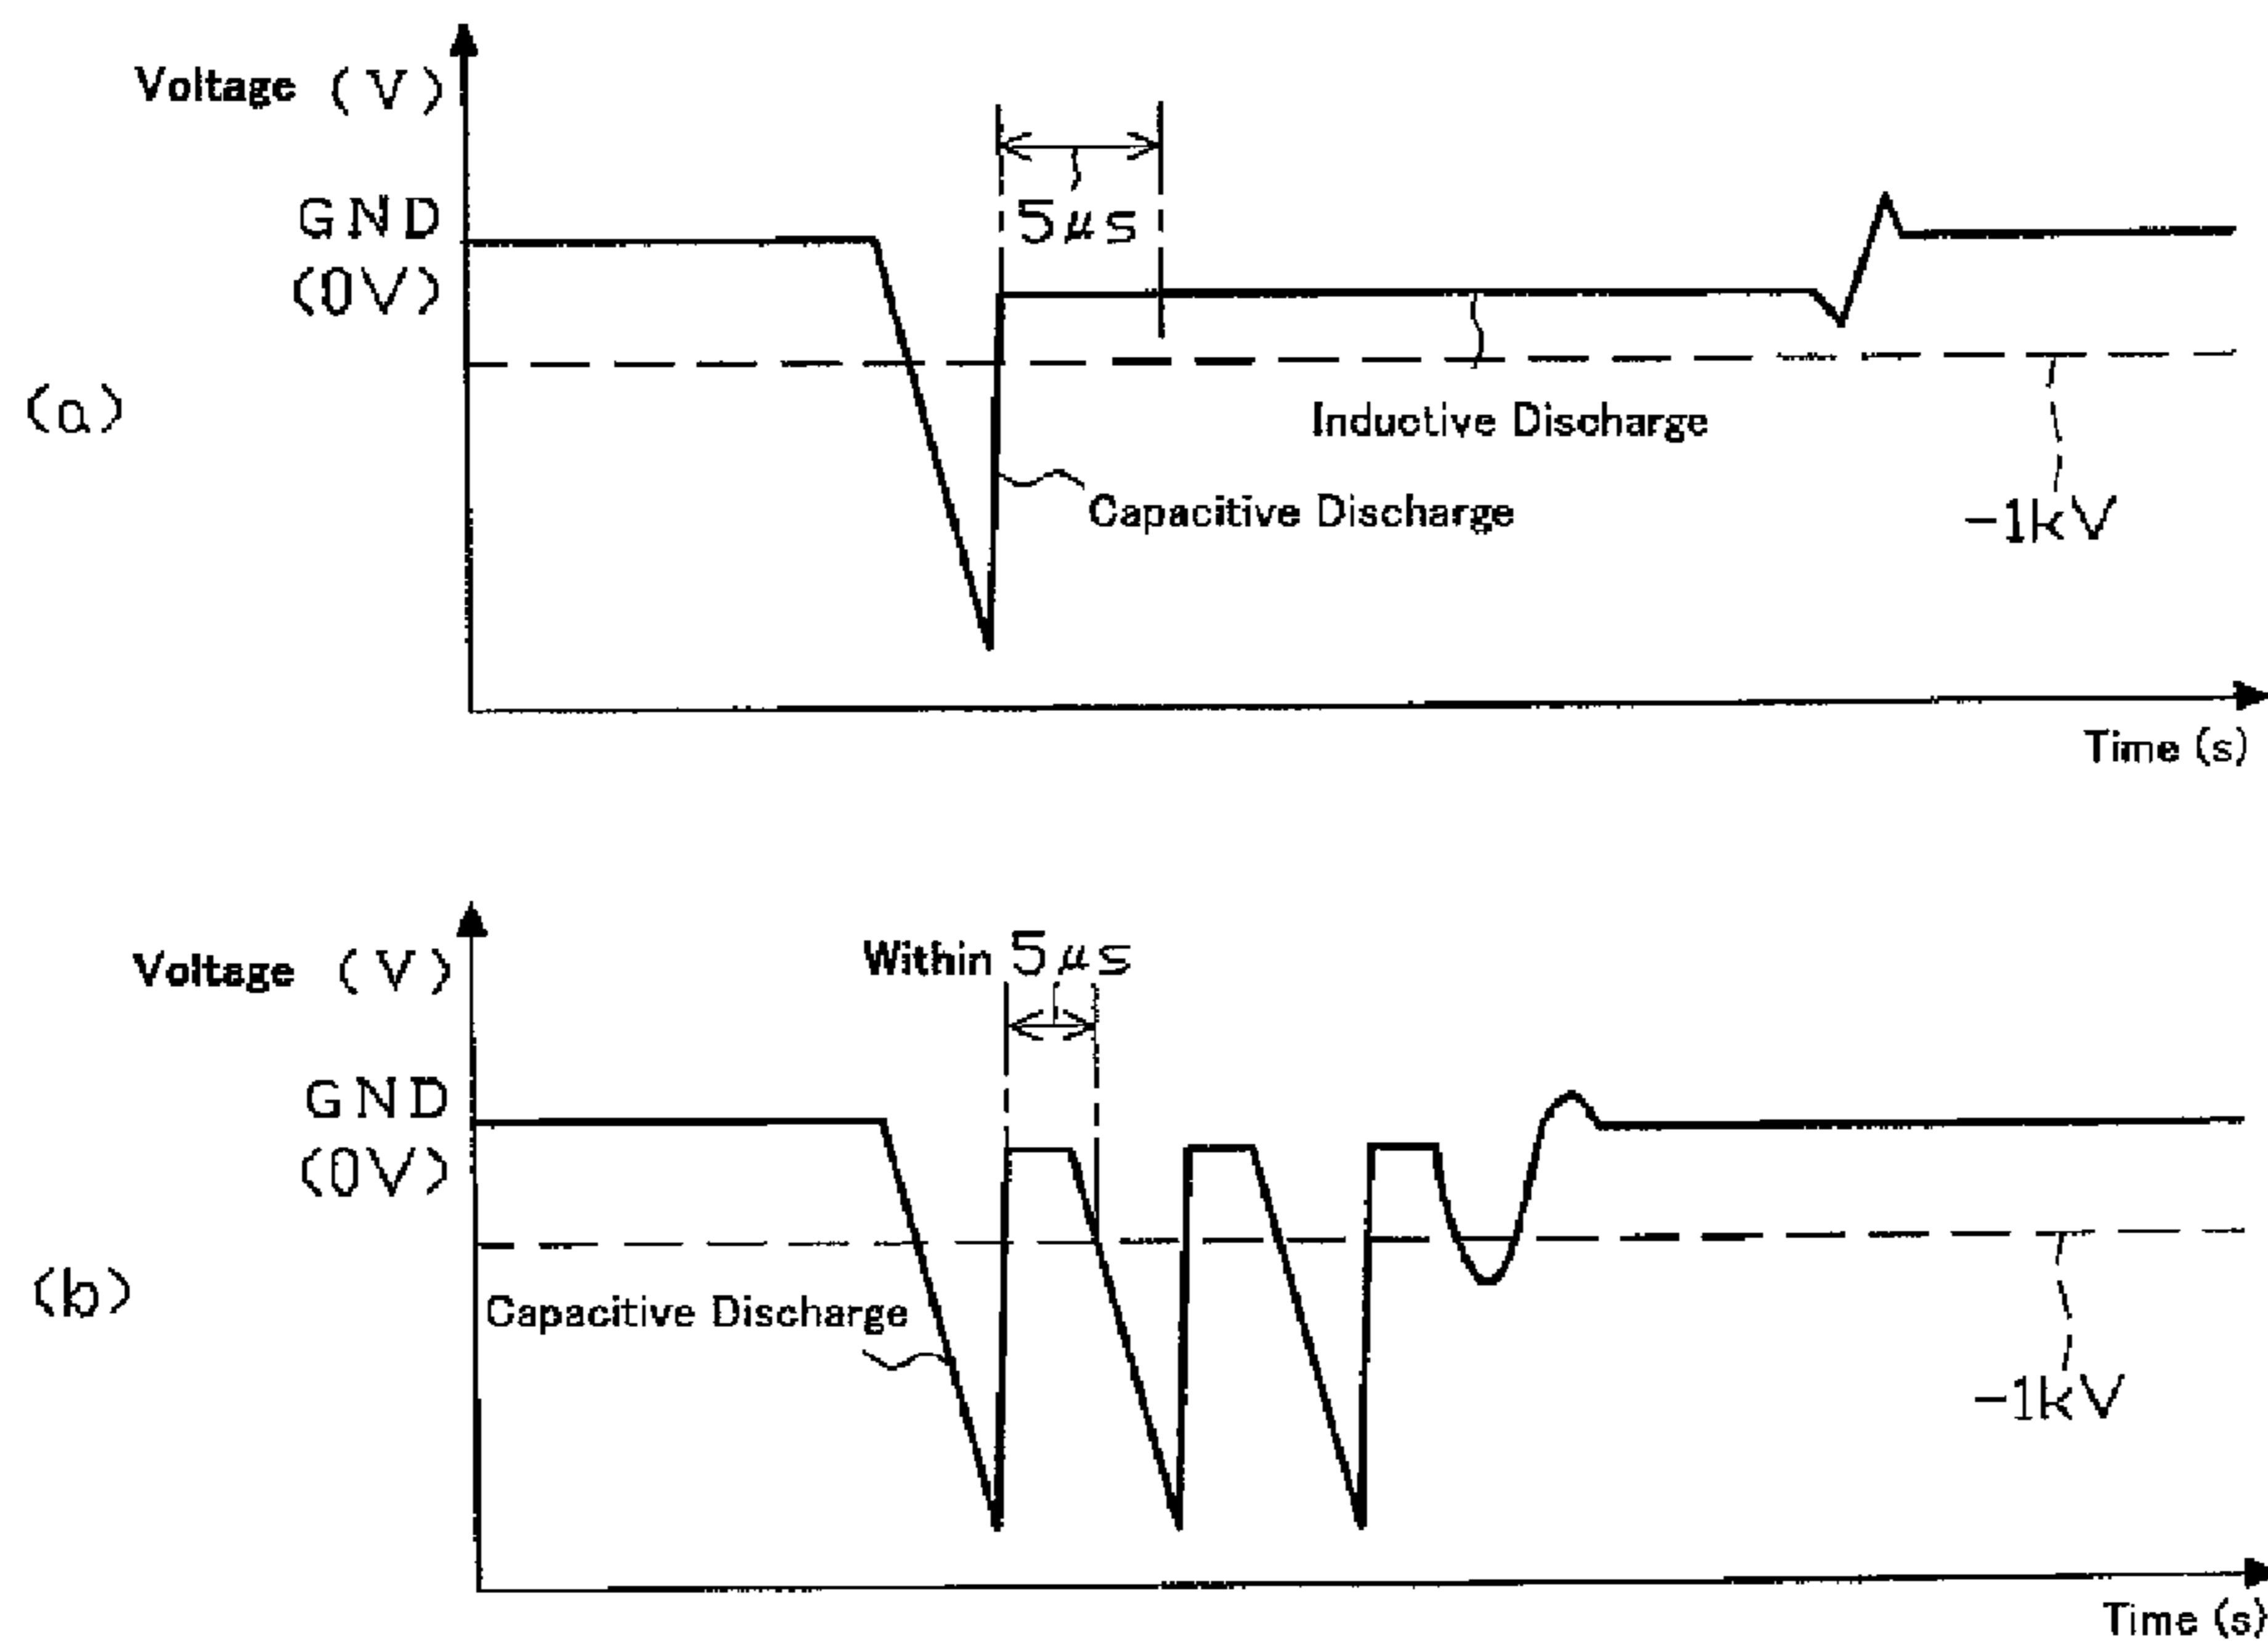 Voltage (V)
GND
(0V)
5μs
(a)
Inductive Discharge
Capacitive Discharge
-1kV
Time (s)
Within 5μs
Voltage (V)
GND
(0V)
(b)
Capacitive Discharge
-1kV
Time (s)